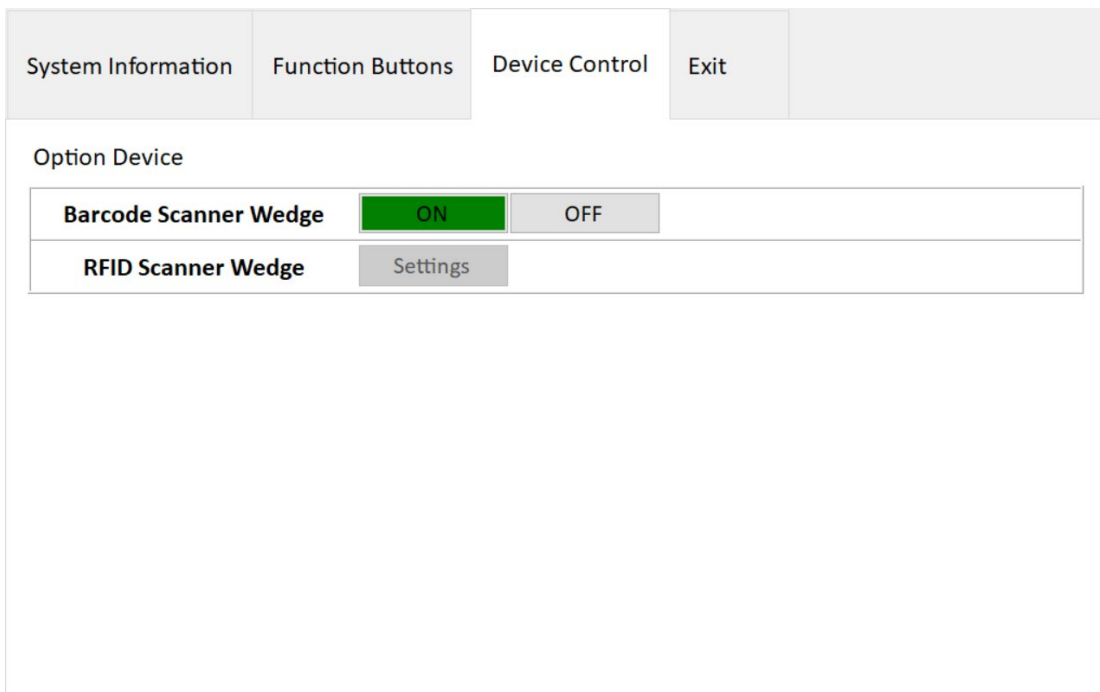 System Information Function Buttons Device Control Exit
Option Device
Barcode Scanner Wedge ON OFF
RFID Scanner Wedge Settings